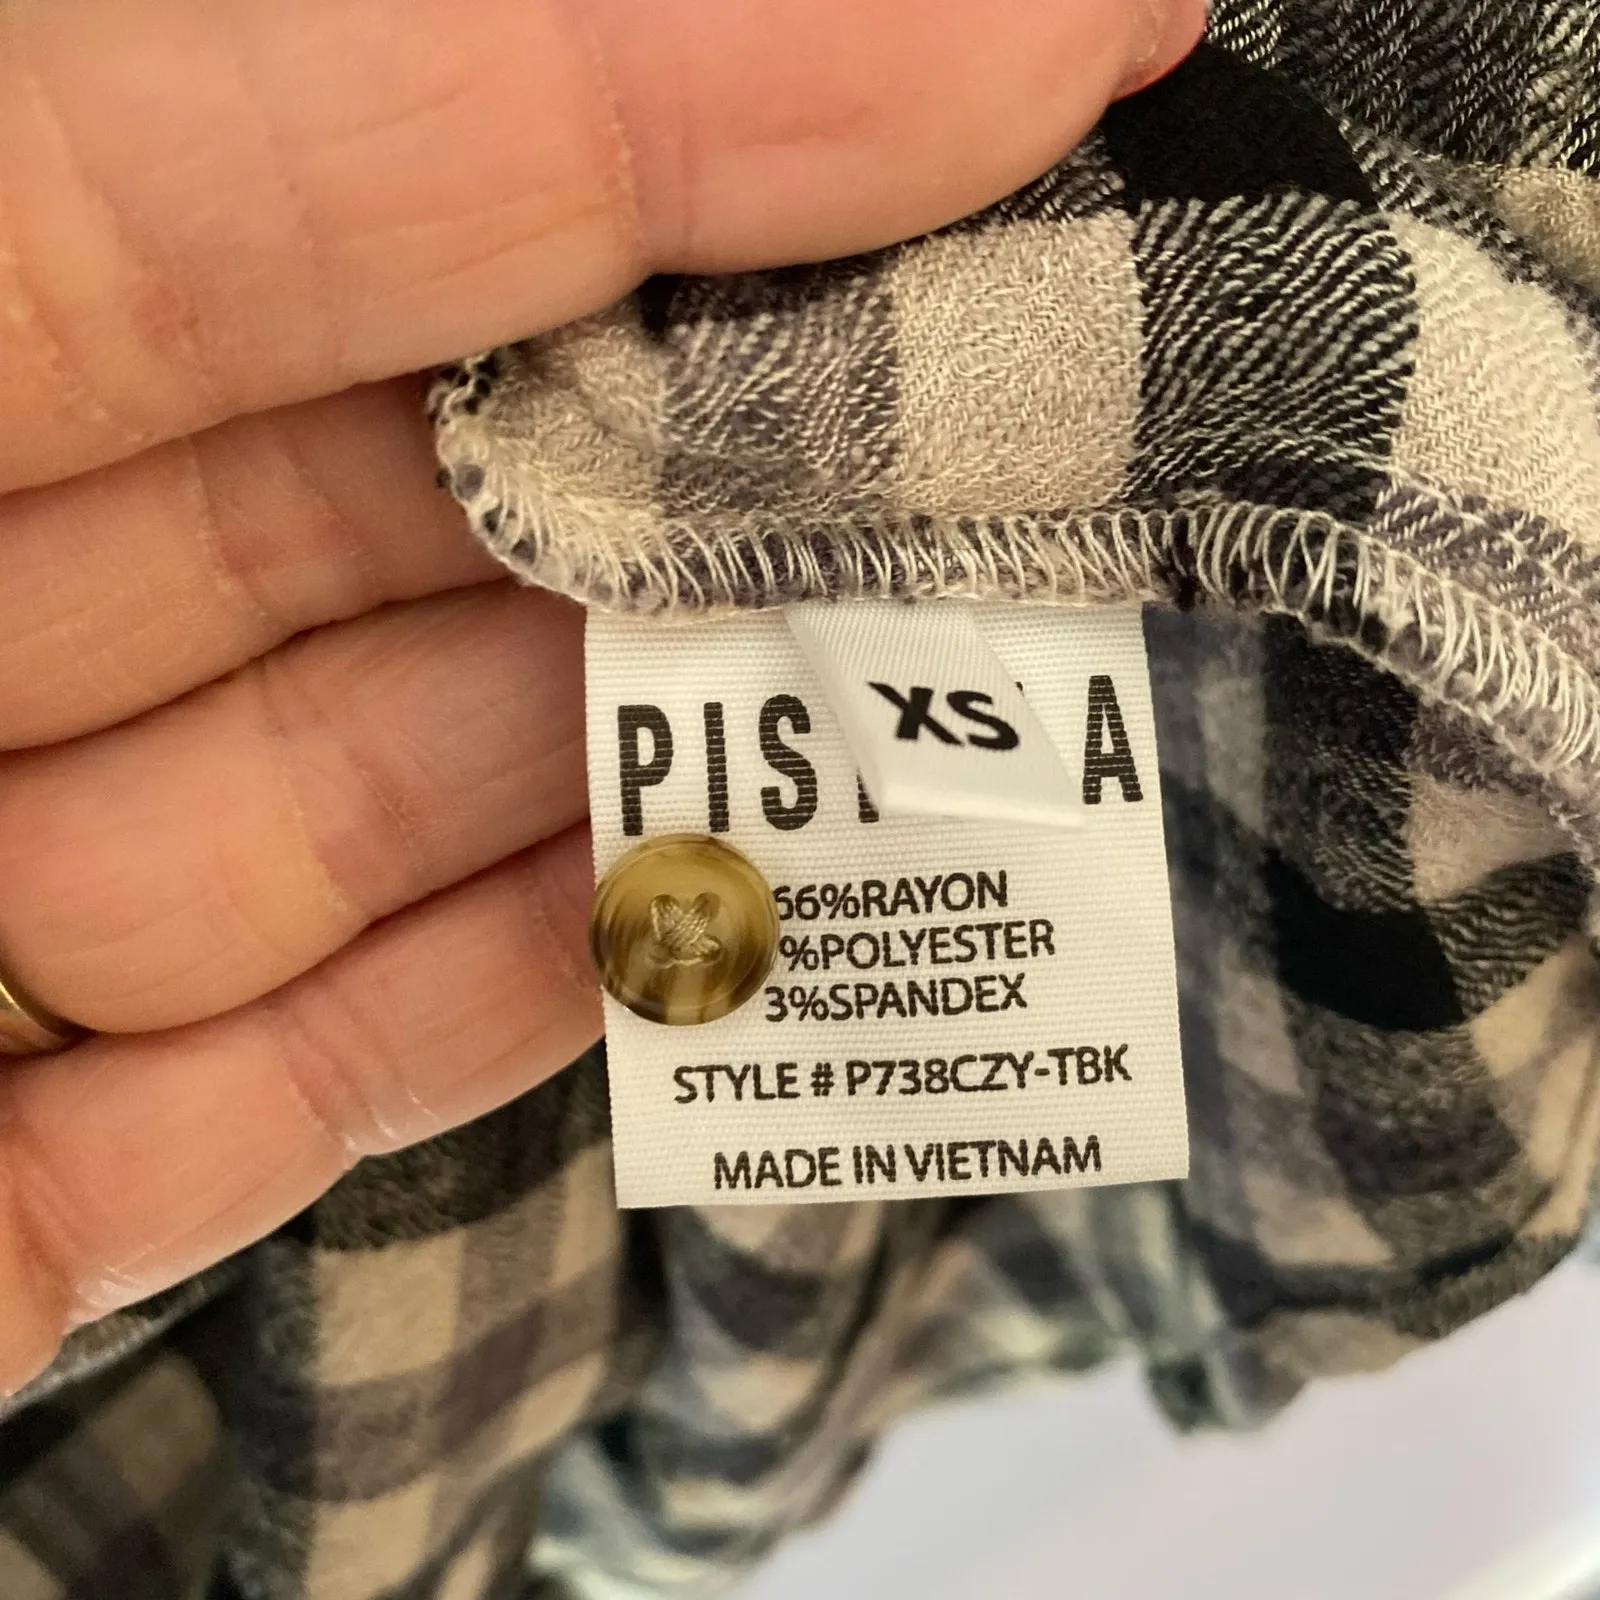 PIS A
XS
66%RAYON
%POLYESTER
3%SPANDEX
STYLE # P738CZY-TBK
MADE IN VIETNAM